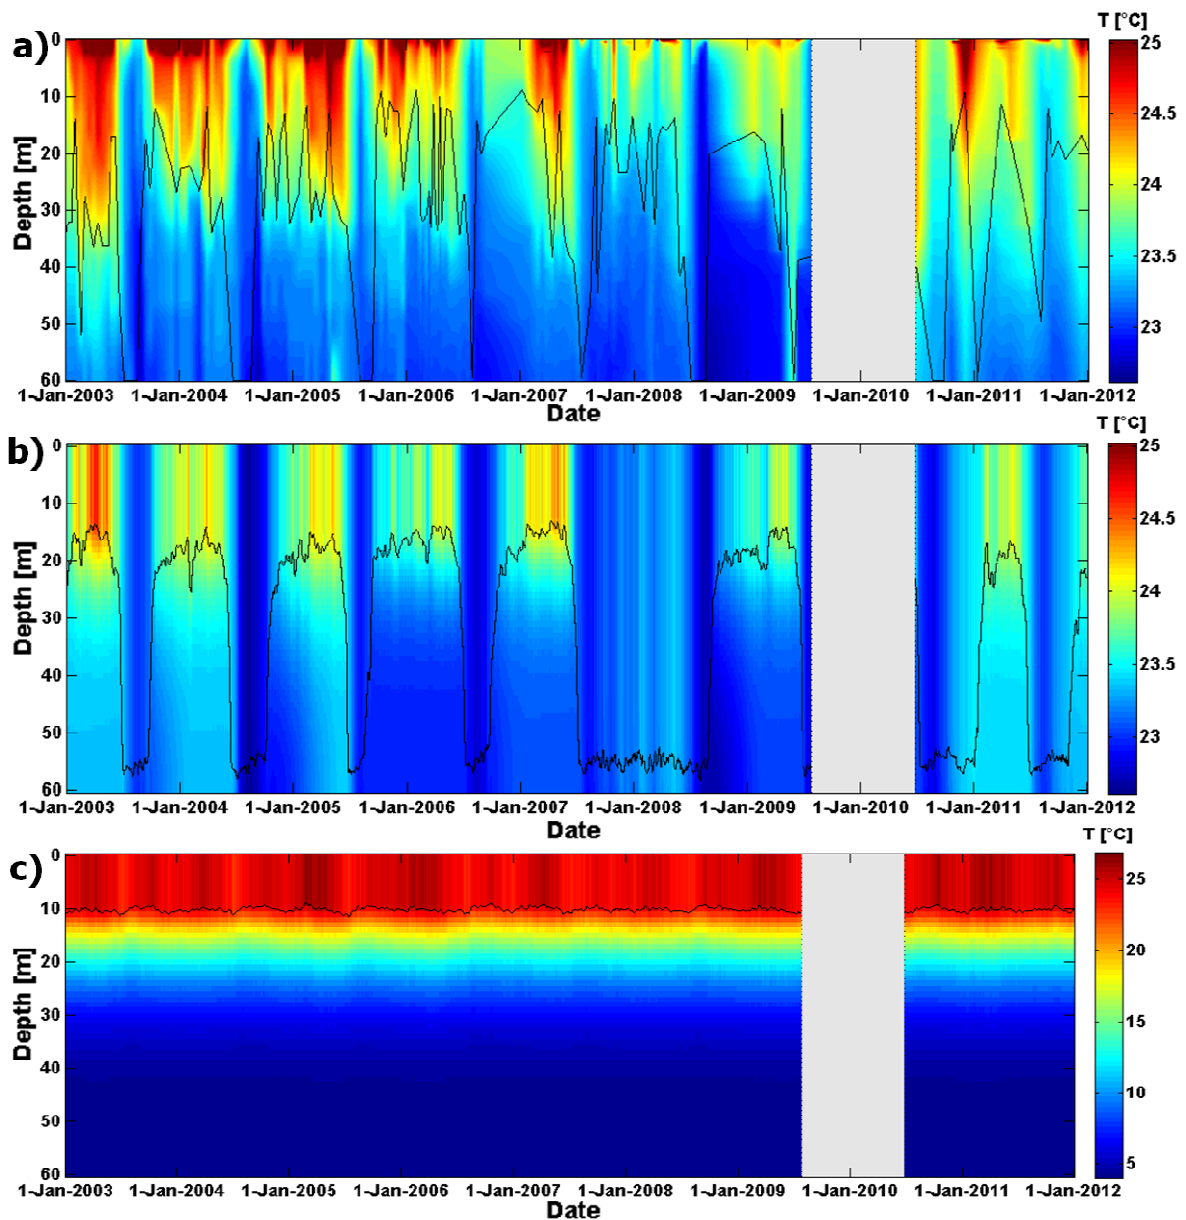 a)
T [°C]
0
10
20
30
40
50
60
Depth [m]
25
24.5
24
23.5
23
1-Jan-2003 1-Jan-2004 1-Jan-2005 1-Jan-2006 1-Jan-2007 1-Jan-2008 1-Jan-2009 1-Jan-2010 1-Jan-2011 1-Jan-2012
Date
b)
T [°C]
0
10
20
30
40
50
60
Depth [m]
25
24.5
24
23.5
23
1-Jan-2003 1-Jan-2004 1-Jan-2005 1-Jan-2006 1-Jan-2007 1-Jan-2008 1-Jan-2009 1-Jan-2010 1-Jan-2011 1-Jan-2012
Date
c)
T [°C]
0
10
20
30
40
50
60
Depth [m]
25
20
15
10
5
1-Jan-2003 1-Jan-2004 1-Jan-2005 1-Jan-2006 1-Jan-2007 1-Jan-2008 1-Jan-2009 1-Jan-2010 1-Jan-2011 1-Jan-2012
Date